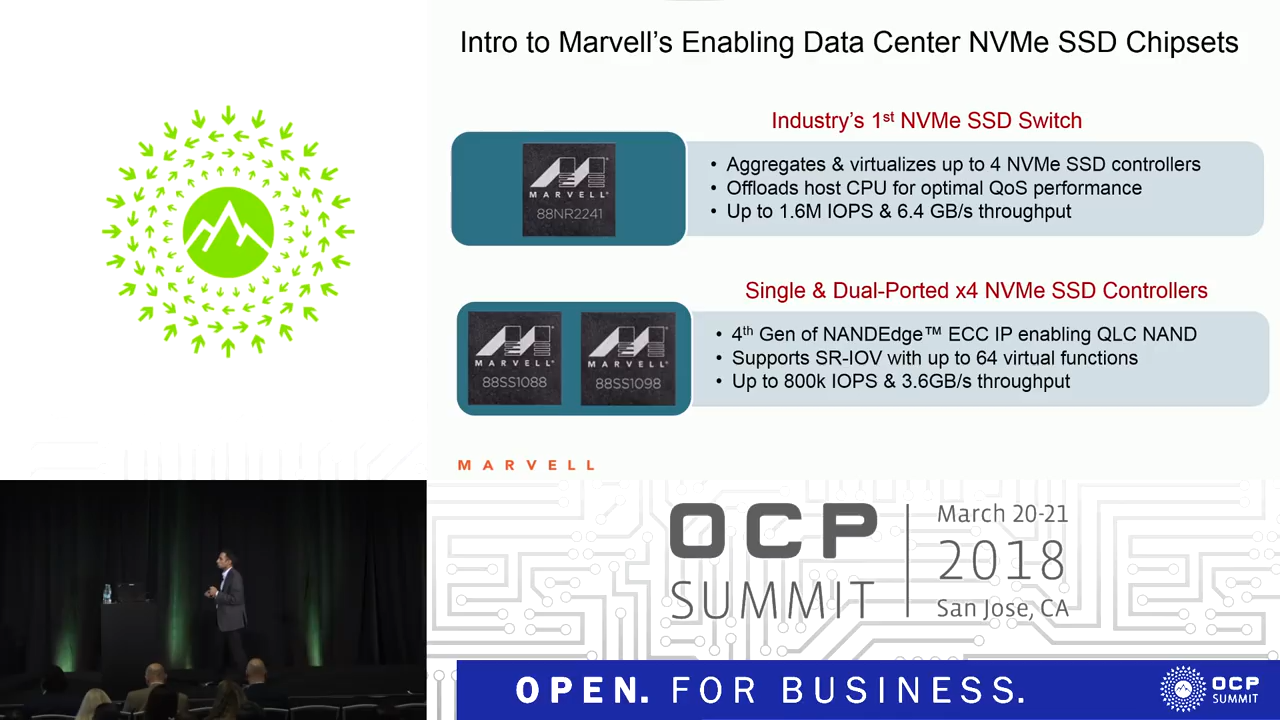 Intro to Marvell's Enabling Data Center NVMe SSD Chipsets
Industry's 1st NVMe SSD Switch
MARVELL®
88NR2241
• Aggregates & virtualizes up to 4 NVMe SSD controllers
• Offloads host CPU for optimal QoS performance
• Up to 1.6M IOPS & 6.4 GB/s throughput
Single & Dual-Ported x4 NVMe SSD Controllers
MARVELL®
88SS1088
MARVELL®
88SS1098
• 4th Gen of NANDEdge™ ECC IP enabling QLC NAND
• Supports SR-IOV with up to 64 virtual functions
• Up to 800k IOPS & 3.6GB/s throughput
MARVELL
OCP
SUMMIT
March 20-21
2018
San Jose, CA
OPEN. FOR BUSINESS.
OCP
SUMMIT